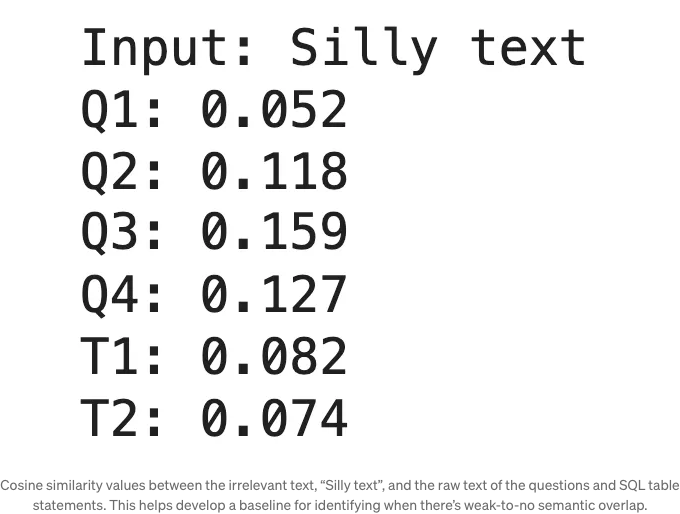 Input: Silly text
Q1: 0.052
Q2: 0.118
Q3: 0.159
Q4: 0.127
T1: 0.082
T2: 0.074
Cosine similarity values between the irrelevant text, “Silly text”, and the raw text of the questions and SQL table
statements. This helps develop a baseline for identifying when there’s weak-to-no semantic overlap.